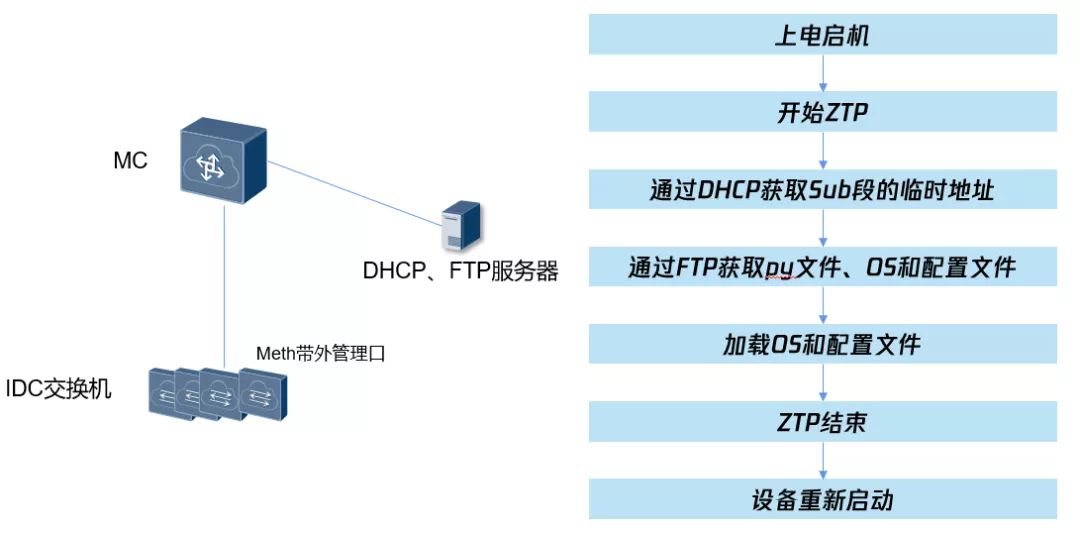 MC
DHCP、FTP服务器
Meth带外管理口
IDC交换机
上电启机
开始ZTP
通过DHCP获取Sub段的临时地址
通过FTP获取py文件、OS和配置文件
加载OS和配置文件
ZTP结束
设备重新启动